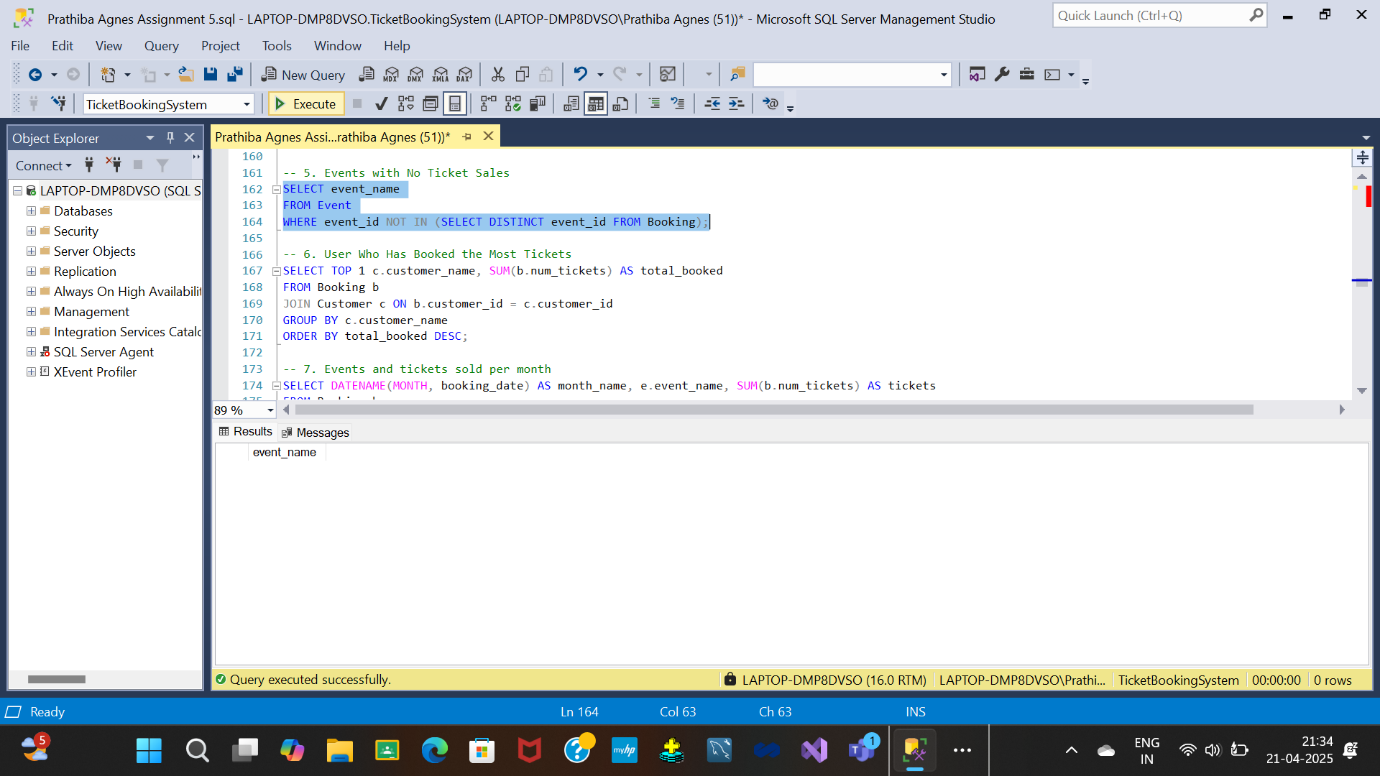 Prathiba Agnes Assignment 5.sql - LAPTOP-DMP8DVSO.TicketBookingSystem (LAPTOP-DMP8DVSO\Prathiba Agnes (51))* - Microsoft SQL Server Management Studio
Quick Launch (Ctrl+Q)
File Edit View Query Project Tools Window Help
New Query MDX DMX XMLA DAX
TicketBookingSystem Execute
Object Explorer
Connect
LAPTOP-DMP8DVSO (SQL S
Databases
Security
Server Objects
Replication
Always On High Availabilit
Management
Integration Services Catalo
SQL Server Agent
XEvent Profiler
Prathiba Agnes Assi...rathiba Agnes (51))*
160
161 -- 5. Events with No Ticket Sales
162 SELECT event_name
163 FROM Event
164 WHERE event_id NOT IN (SELECT DISTINCT event_id FROM Booking);
165
166 -- 6. User Who Has Booked the Most Tickets
167 SELECT TOP 1 c.customer_name, SUM(b.num_tickets) AS total_booked
168 FROM Booking b
169 JOIN Customer c ON b.customer_id = c.customer_id
170 GROUP BY c.customer_name
171 ORDER BY total_booked DESC;
172
173 -- 7. Events and tickets sold per month
174 SELECT DATENAME(MONTH, booking_date) AS month_name, e.event_name, SUM(b.num_tickets) AS tickets
89 %
Results Messages
event_name
Query executed successfully. LAPTOP-DMP8DVSO (16.0 RTM) LAPTOP-DMP8DVSO\Prathi... TicketBookingSystem 00:00:00 0 rows
Ready Ln 164 Col 63 Ch 63 INS
5
myhp
1
ENG
IN
21:34
21-04-2025